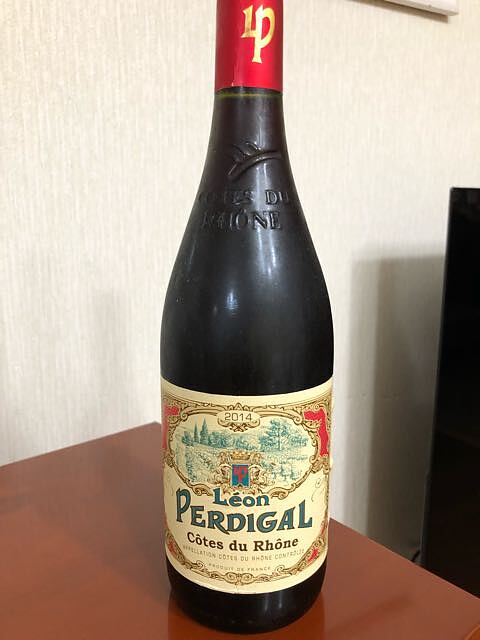 LP
CÔTES DU
RHÔNE
2014
Léon
PERDIGAL
Côtes du Rhône
APPELLATION CÔTES DU RHÔNE CONTRÔLÉE
PRODUIT DE FRANCE